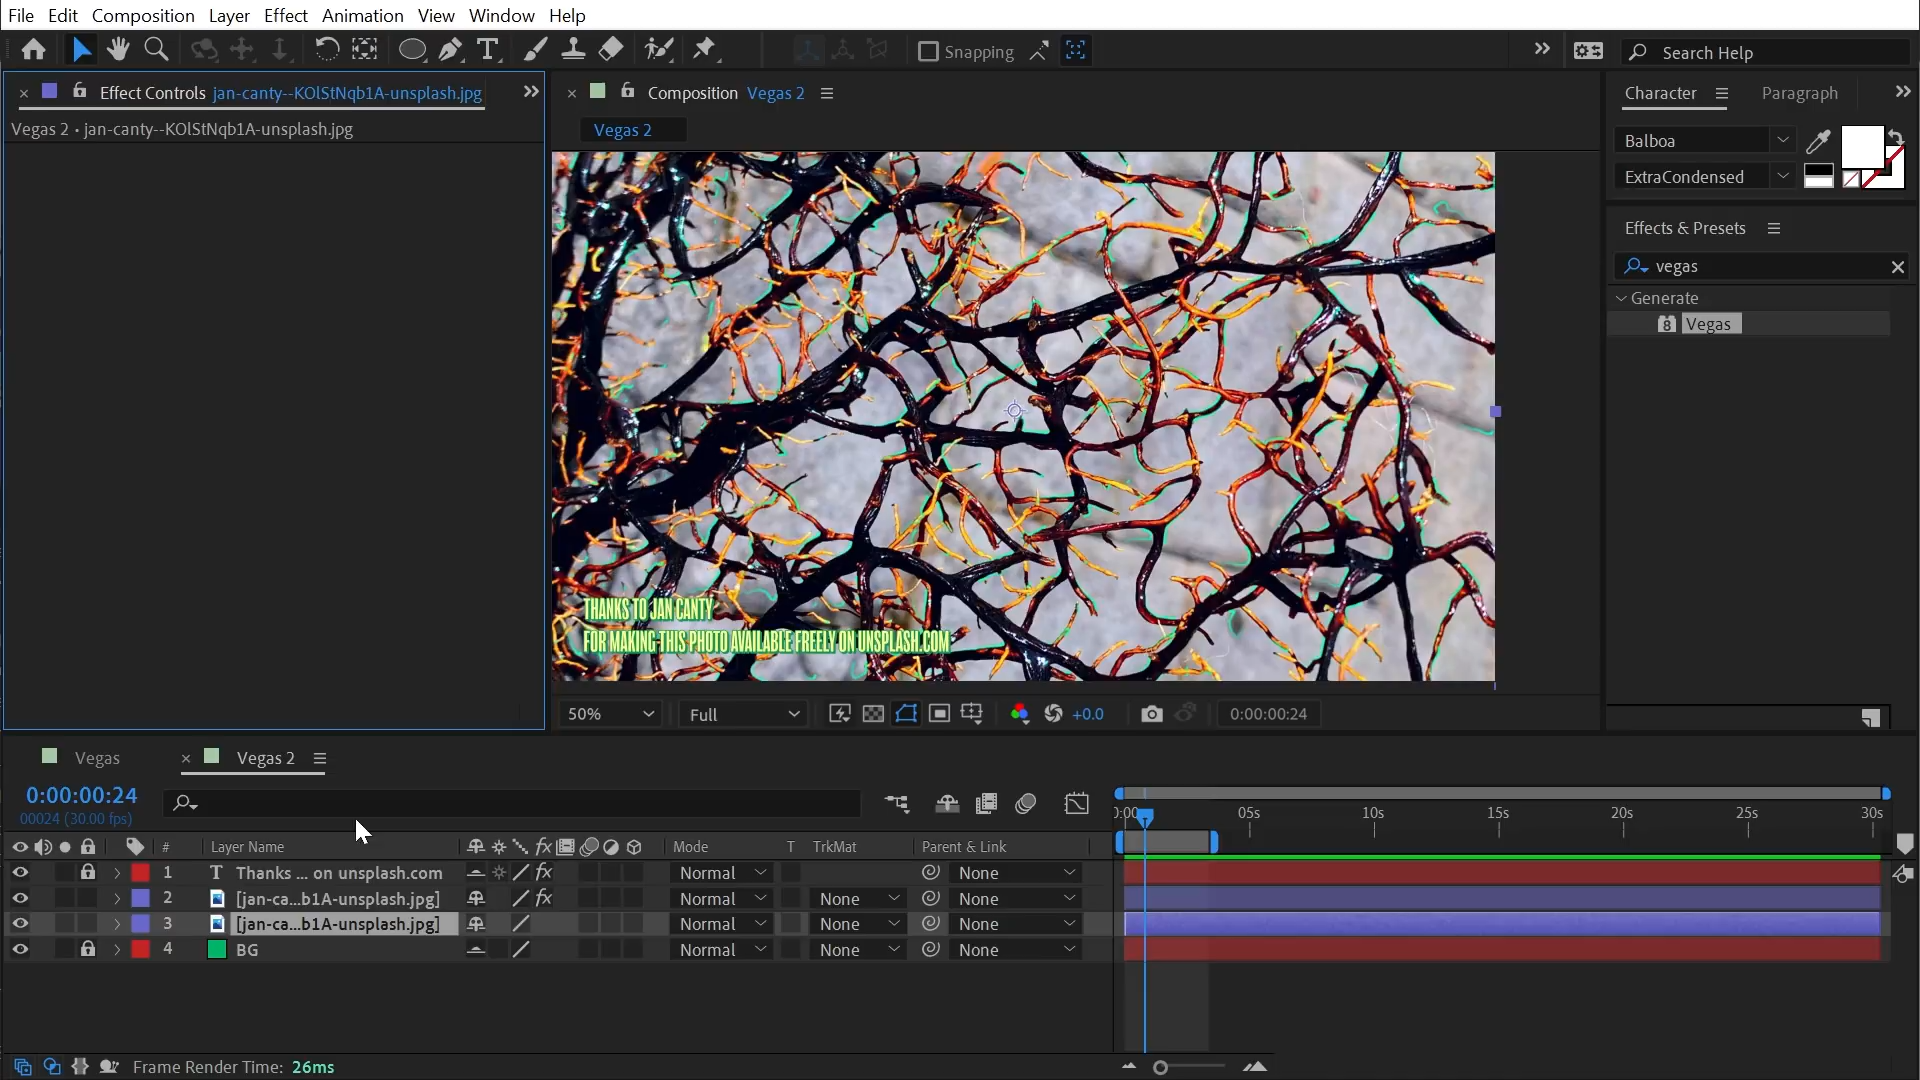 File Edit Composition Layer Effect Animation View Window Help
Snapping
Search Help
Effect Controls jan-canty--KOlStNqb1A-unsplash.jpg
Vegas 2 • jan-canty--KOlStNqb1A-unsplash.jpg
Composition Vegas 2
Vegas 2
Character Paragraph
Balboa
ExtraCondensed
Effects & Presets
vegas
Generate
8 Vegas
THANKS TO JAN CANTY
FOR MAKING THIS PHOTO AVAILABLE FREELY ON UNSPLASH.COM
50% Full +0.0 0:00:00:24
Vegas Vegas 2
0:00:00:24
00024 (30.00 fps)
0:00 05s 10s 15s 20s 25s 30s
# Layer Name fx Mode T TrkMat Parent & Link
1 T Thanks ... on unsplash.com fx Normal None
2 [jan-ca...b1A-unsplash.jpg] fx Normal None None
3 [jan-ca...b1A-unsplash.jpg] Normal None None
4 BG Normal None None
Frame Render Time: 26ms